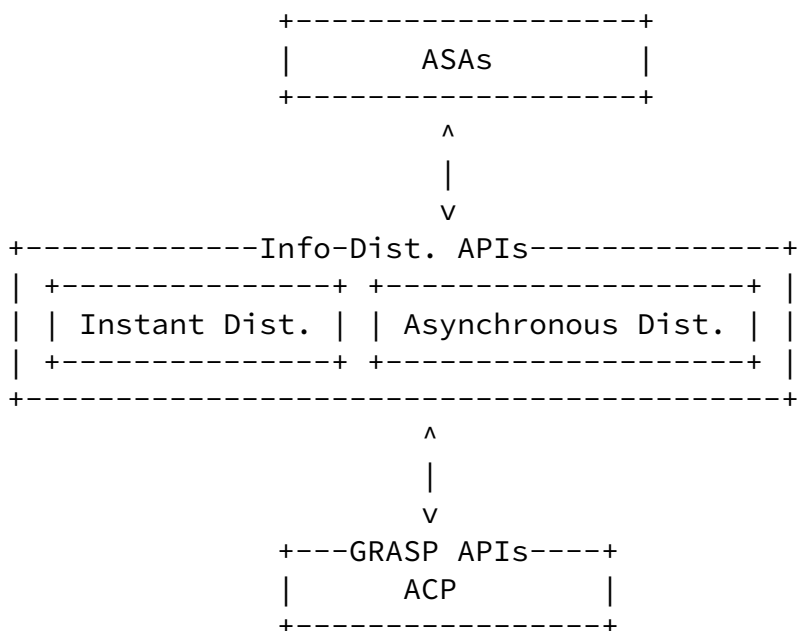 ASAs
Info-Dist. APIs
Instant Dist. Asynchronous Dist.
GRASP APIs
ACP